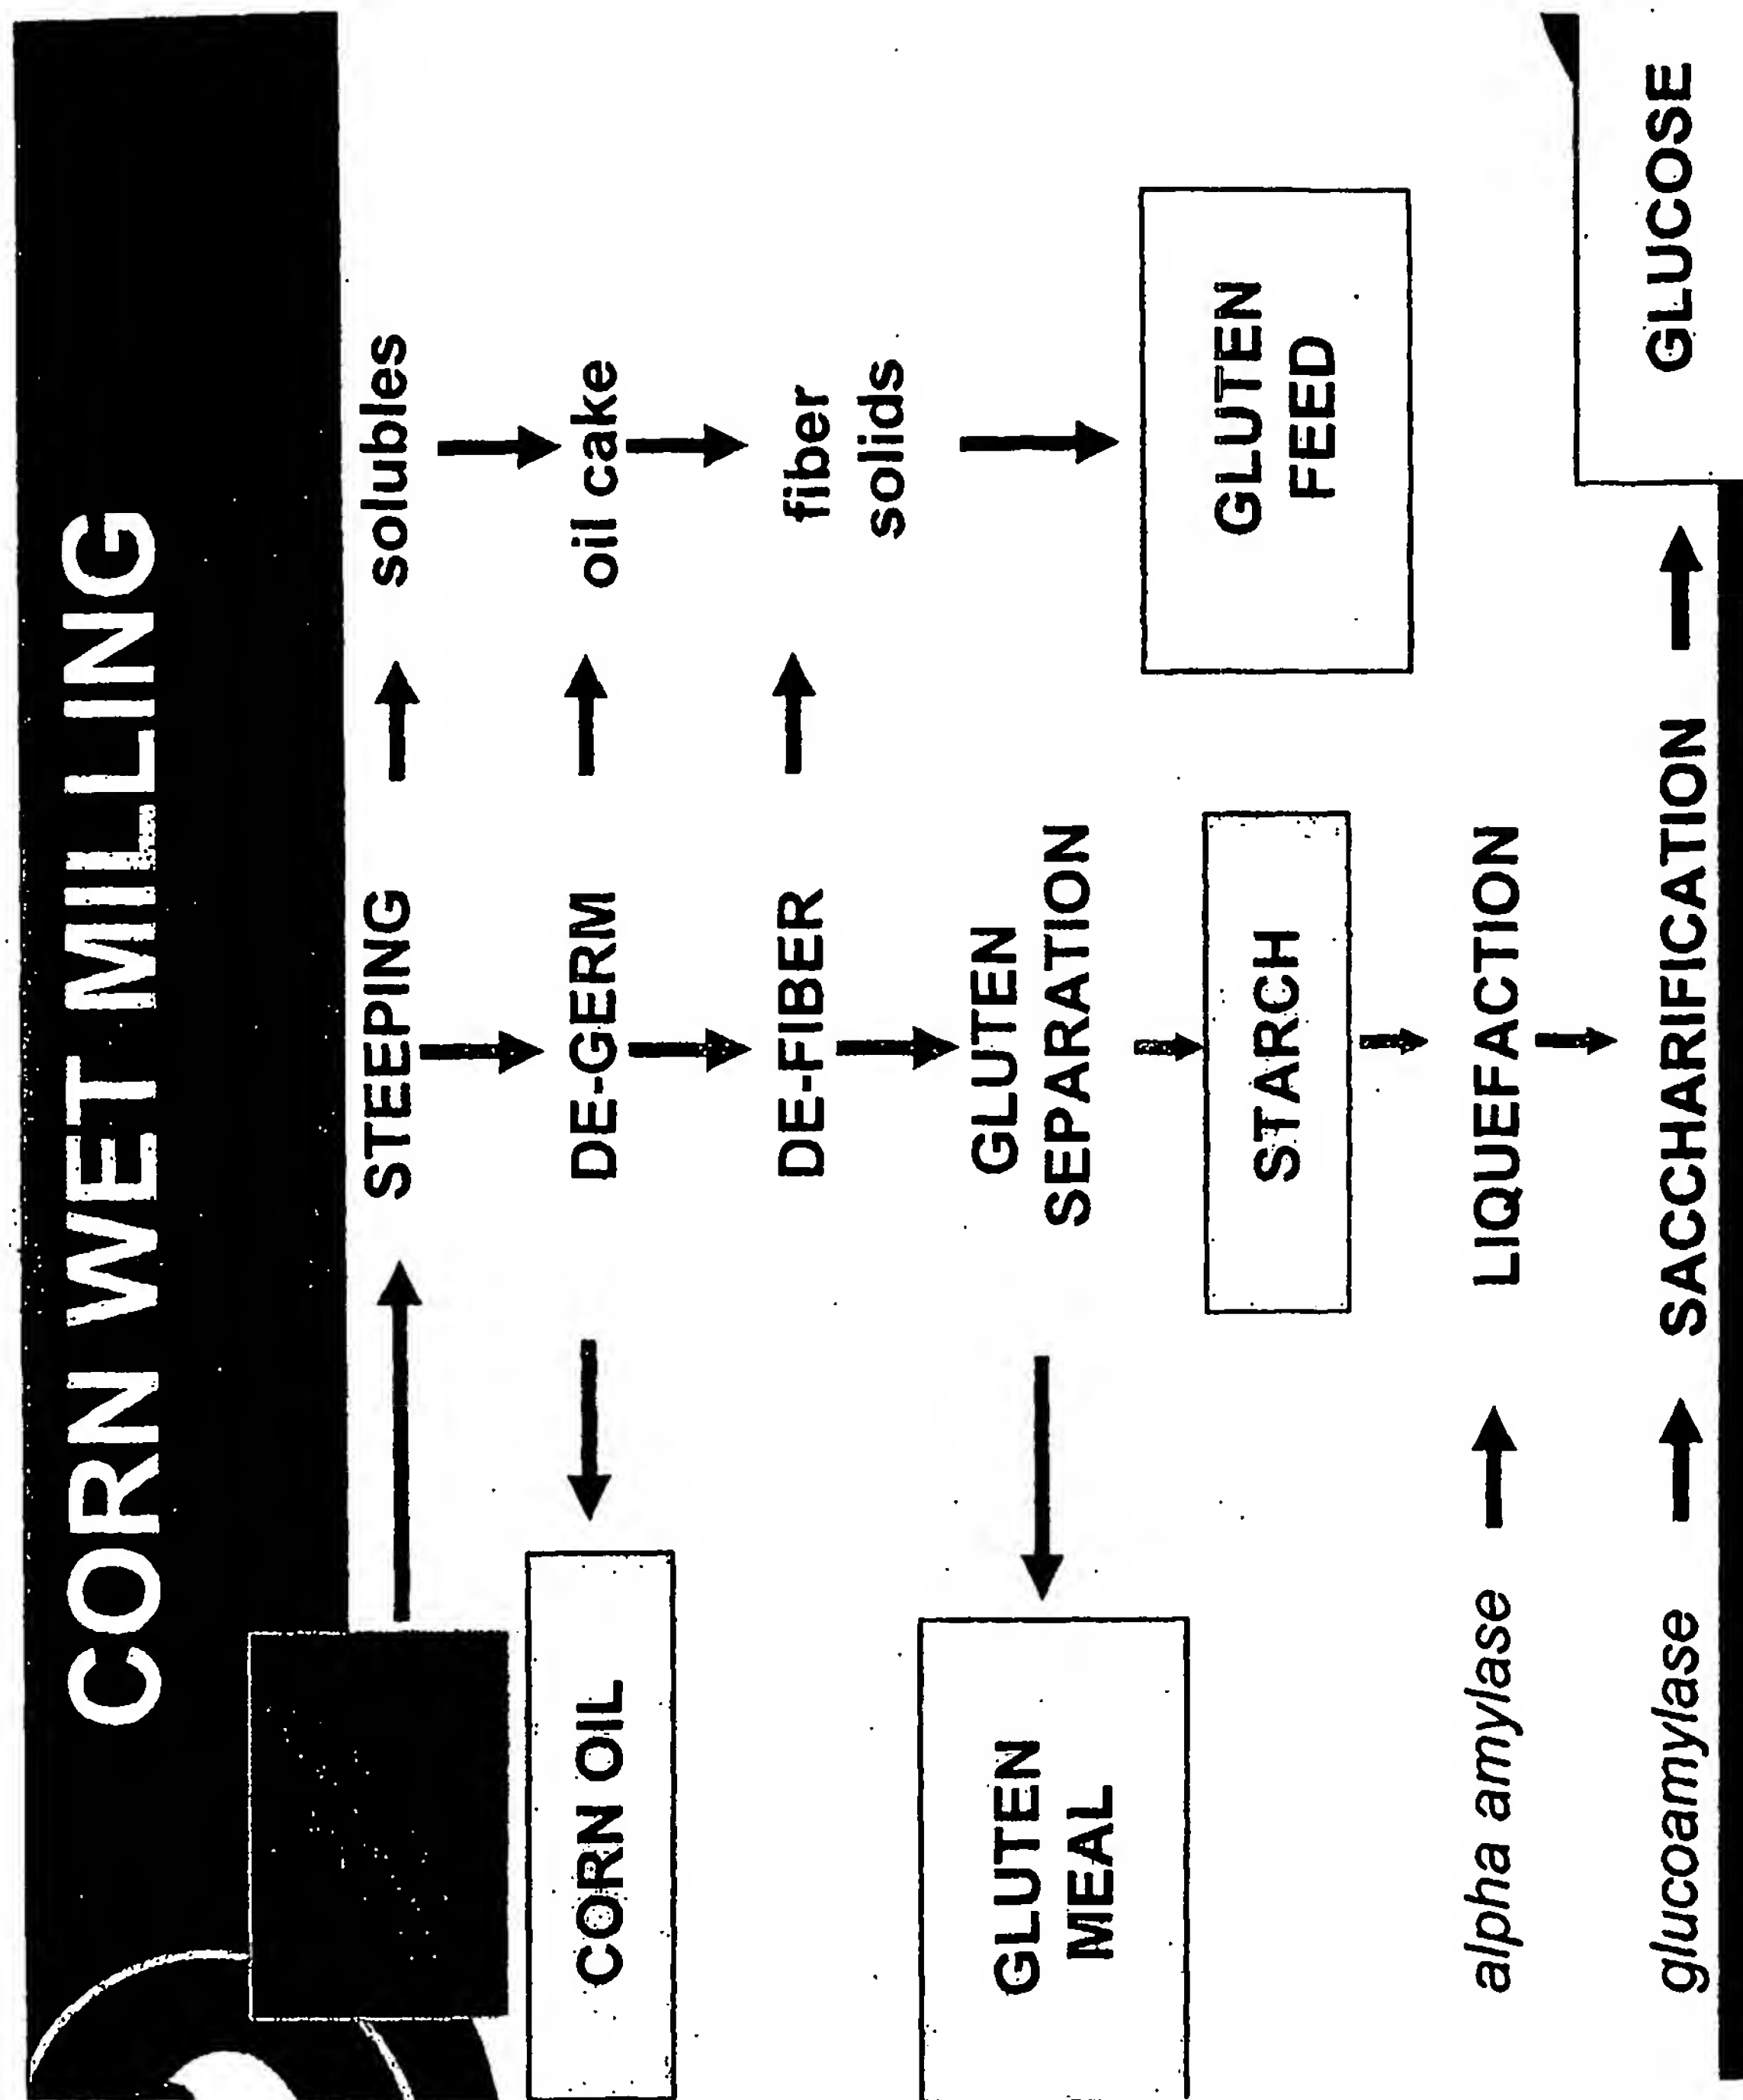 CORN WET MILLING
STEEPING
solubles
CORN OIL
DE-GERM
oil cake
DE-FIBER
fiber
solids
GLUTEN
MEAL
GLUTEN
SEPARATION
STARCH
GLUTEN
FEED
alpha amylase
LIQUEFACTION
glucoamylase
SACCHARIFICATION
GLUCOSE